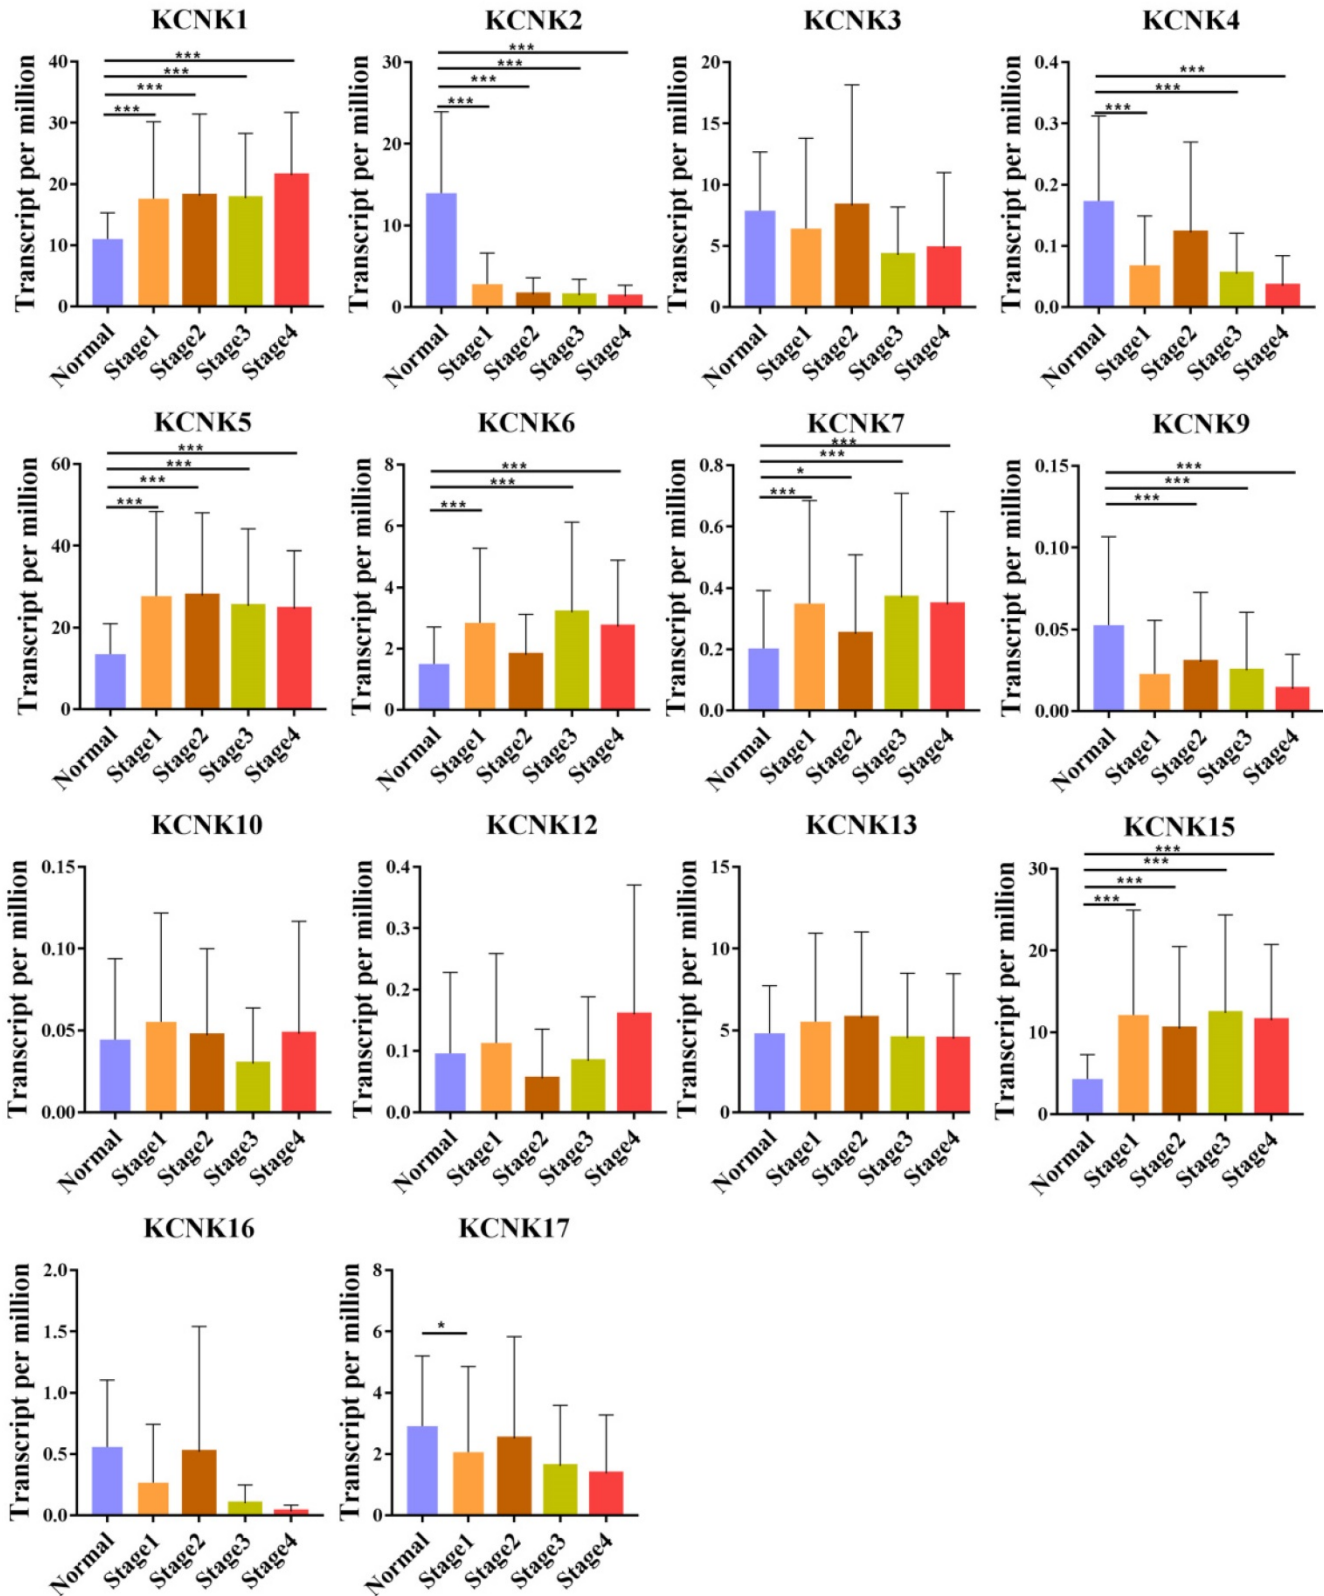 KCNK1
Transcript per million
40
30
20
10
0
***
***
***
***
Normal
Stage1
Stage2
Stage3
Stage4
KCNK2
Transcript per million
30
20
10
0
***
***
***
***
Normal
Stage1
Stage2
Stage3
Stage4
KCNK3
Transcript per million
20
15
10
5
0
Normal
Stage1
Stage2
Stage3
Stage4
KCNK4
Transcript per million
0.4
0.3
0.2
0.1
0.0
***
***
***
Normal
Stage1
Stage2
Stage3
Stage4
KCNK5
Transcript per million
60
40
20
0
***
***
***
***
Normal
Stage1
Stage2
Stage3
Stage4
KCNK6
Transcript per million
8
6
4
2
0
***
***
***
Normal
Stage1
Stage2
Stage3
Stage4
KCNK7
Transcript per million
0.8
0.6
0.4
0.2
0.0
***
***
*
***
Normal
Stage1
Stage2
Stage3
Stage4
KCNK9
Transcript per million
0.15
0.10
0.05
0.00
***
***
***
Normal
Stage1
Stage2
Stage3
Stage4
KCNK10
Transcript per million
0.15
0.10
0.05
0.00
Normal
Stage1
Stage2
Stage3
Stage4
KCNK12
Transcript per million
0.4
0.3
0.2
0.1
0.0
Normal
Stage1
Stage2
Stage3
Stage4
KCNK13
Transcript per million
15
10
5
0
Normal
Stage1
Stage2
Stage3
Stage4
KCNK15
Transcript per million
30
20
10
0
***
***
***
***
Normal
Stage1
Stage2
Stage3
Stage4
KCNK16
Transcript per million
2.0
1.5
1.0
0.5
0.0
Normal
Stage1
Stage2
Stage3
Stage4
KCNK17
Transcript per million
8
6
4
2
0
*
Normal
Stage1
Stage2
Stage3
Stage4